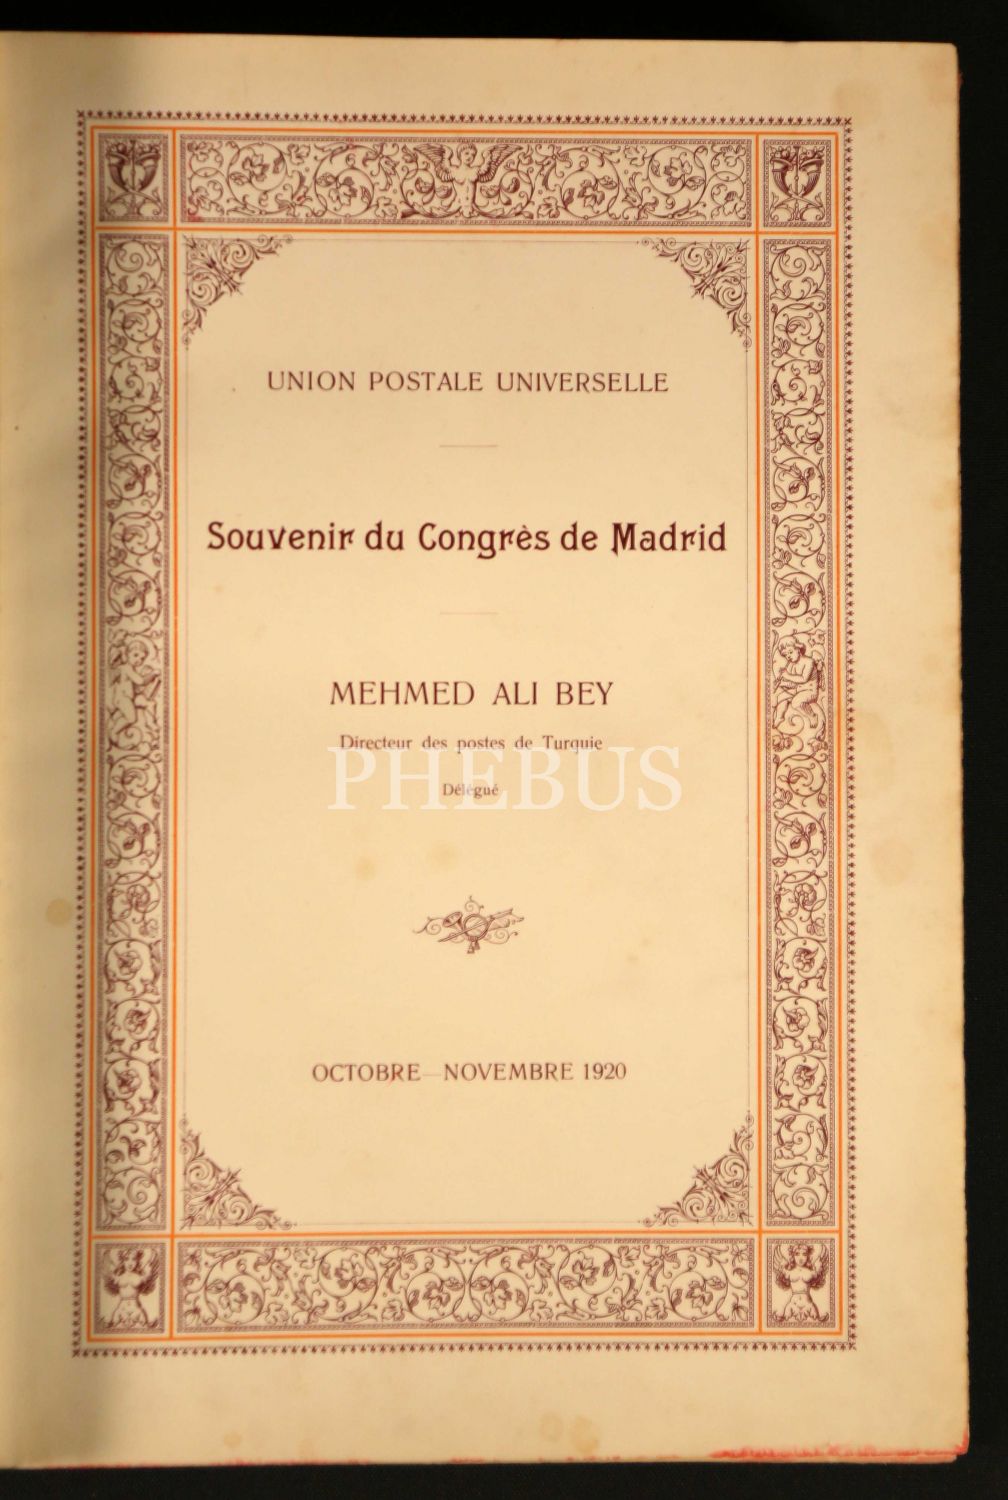 UNION POSTALE UNIVERSELLE
Souvenir du Congrès de Madrid
MEHMED ALI BEY
Directeur des postes de Turquie
PHEBUS
Délégué
OCTOBRE—NOVEMBRE 1920